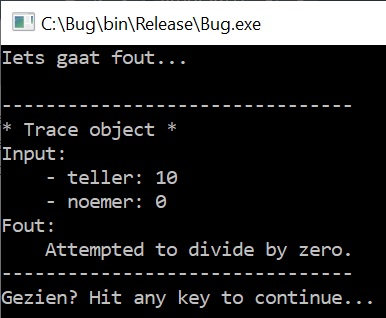 C:\Bug\bin\Release\Bug.exe
Iets gaat fout...
--------------------------------
* Trace object *
Input:
    - teller: 10
    - noemer: 0
Fout:
    Attempted to divide by zero.
--------------------------------
Gezien? Hit any key to continue...